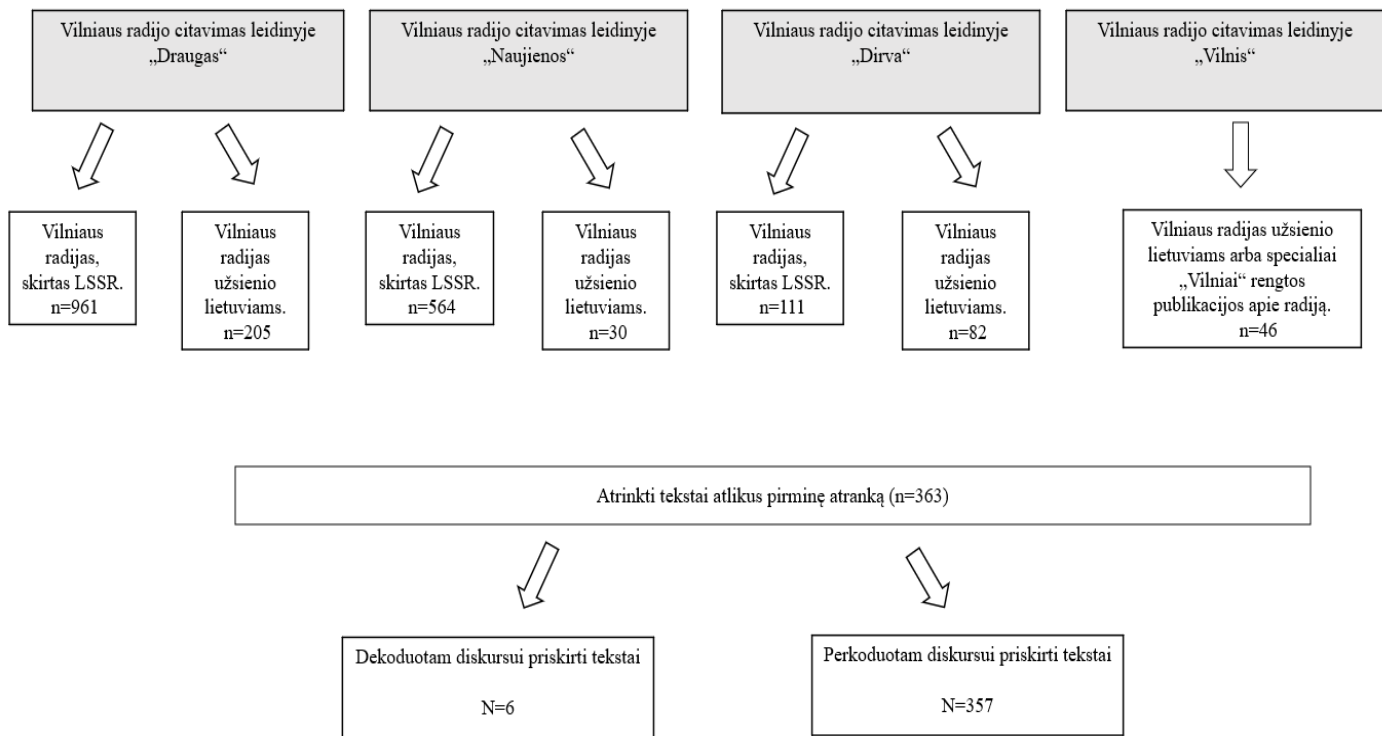 Vilniaus radijo citavimas leidinyje
„Draugas“
Vilniaus radijo citavimas leidinyje
„Naujienos“
Vilniaus radijo citavimas leidinyje
„Dirva“
Vilniaus radijo citavimas leidinyje
„Vilnis“
Vilniaus
radijas,
skirtas LSSR.
n=961
Vilniaus
radijas
užsienio
lietuviams.
n=205
Vilniaus
radijas,
skirtas LSSR.
n=564
Vilniaus
radijas
užsienio
lietuviams.
n=30
Vilniaus
radijas,
skirtas LSSR.
n=111
Vilniaus
radijas
užsienio
lietuviams.
n=82
Vilniaus radijas užsienio
lietuviams arba specialiai
„Vilniai“ rengtos
publikacijos apie radiją.
n=46
Atrinkti tekstai atlikus pirminę atranką (n=363)
Dekoduotam diskursui priskirti tekstai
N=6
Perkoduotam diskursui priskirti tekstai
N=357